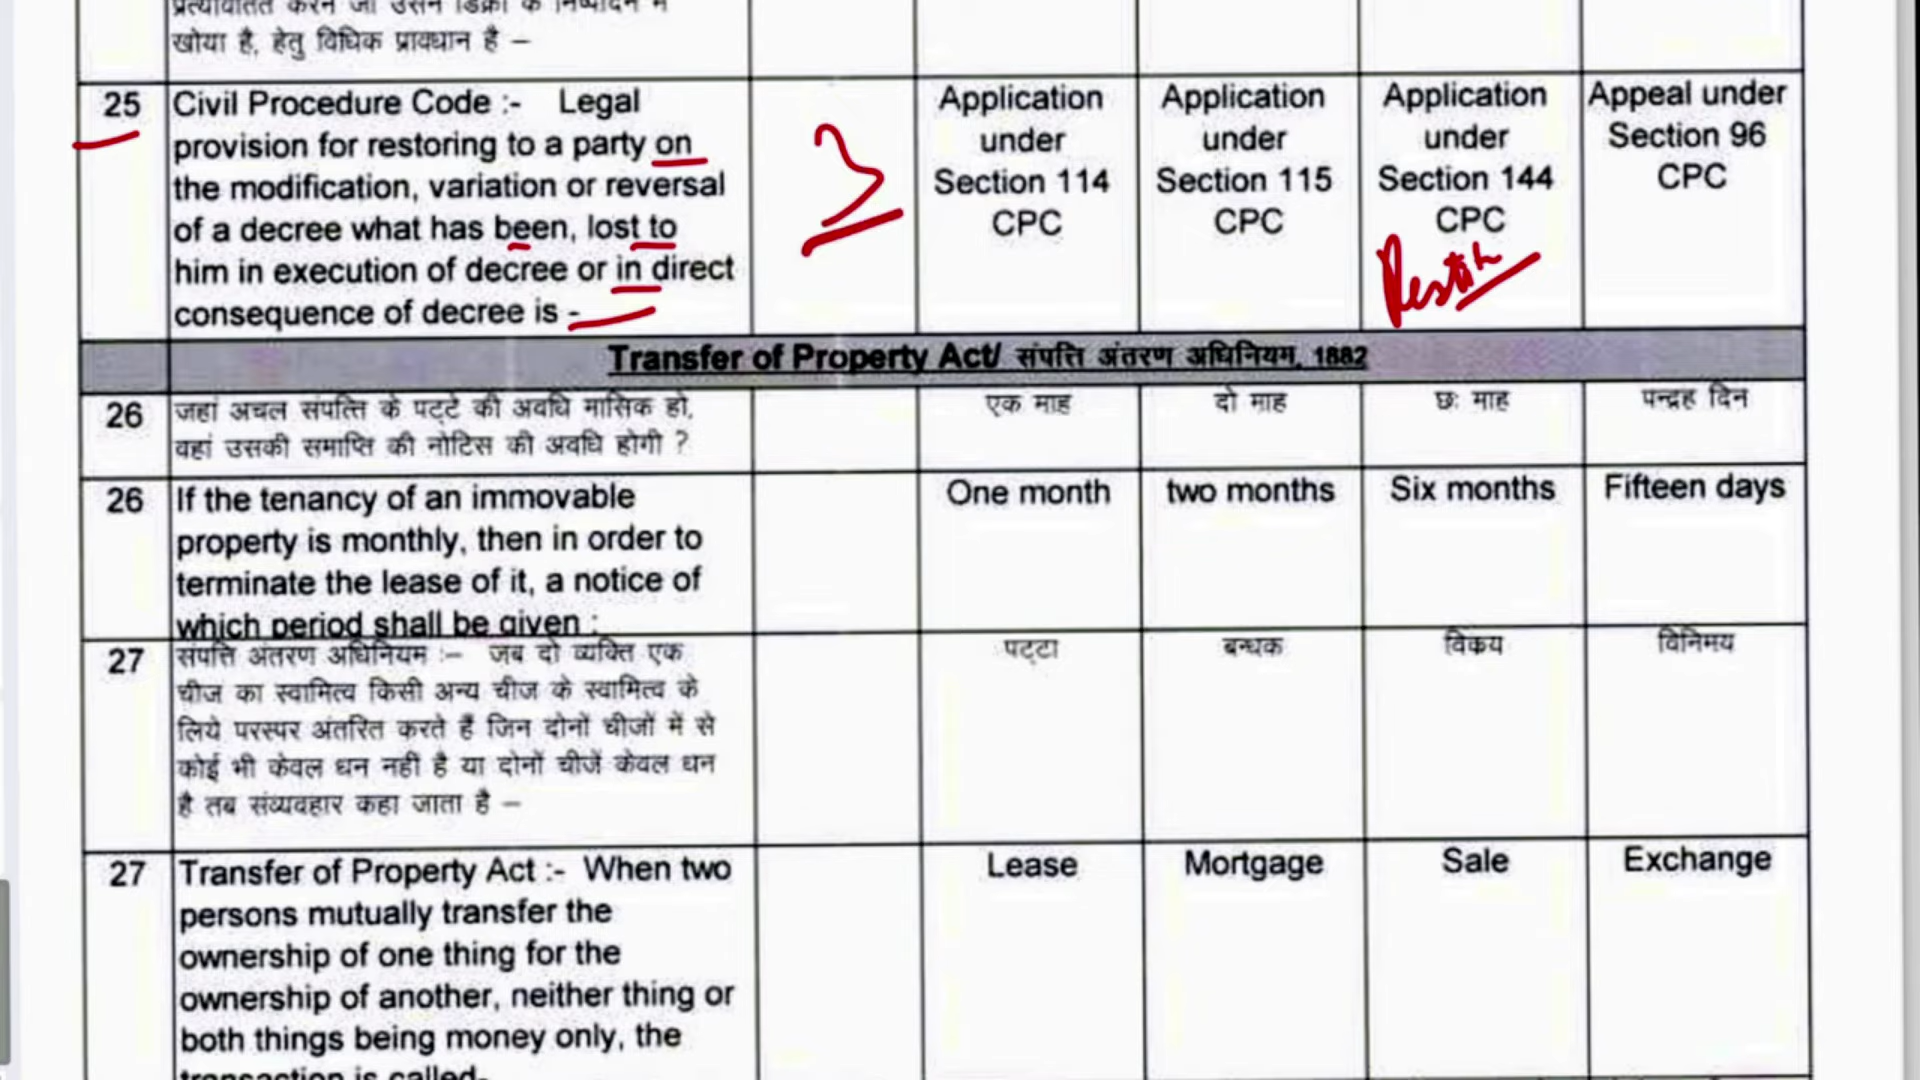 खोया है, हेतु विधिक प्रावधान है –
25
Civil Procedure Code :- Legal
provision for restoring to a party on
the modification, variation or reversal
of a decree what has been, lost to
him in execution of decree or in direct
consequence of decree is -
3
Application
under
Section 114
CPC
Application
under
Section 115
CPC
Application
under
Section 144
CPC
Appeal under
Section 96
CPC
Transfer of Property Act/ संपत्ति अंतरण अधिनियम, 1882
26
जहां अचल संपत्ति के पट्टे की अवधि मासिक हो,
वहां उसकी समाप्ति की नोटिस की अवधि होगी ?
एक माह
दो माह
छः माह
पन्द्रह दिन
26
If the tenancy of an immovable
property is monthly, then in order to
terminate the lease of it, a notice of
which period shall be given :
One month
two months
Six months
Fifteen days
27
संपत्ति अंतरण अधिनियम :– जब दो व्यक्ति एक
चीज का स्वामित्व किसी अन्य चीज के स्वामित्व के
लिये परस्पर अंतरित करते हैं जिन दोनों चीजों में से
कोई भी केवल धन नहीं है या दोनों चीजें केवल धन
है तब संव्यवहार कहा जाता है –
पट्टा
बन्धक
विक्रय
विनिमय
27
Transfer of Property Act :- When two
persons mutually transfer the
ownership of one thing for the
ownership of another, neither thing or
both things being money only, the
transaction is called-
Lease
Mortgage
Sale
Exchange